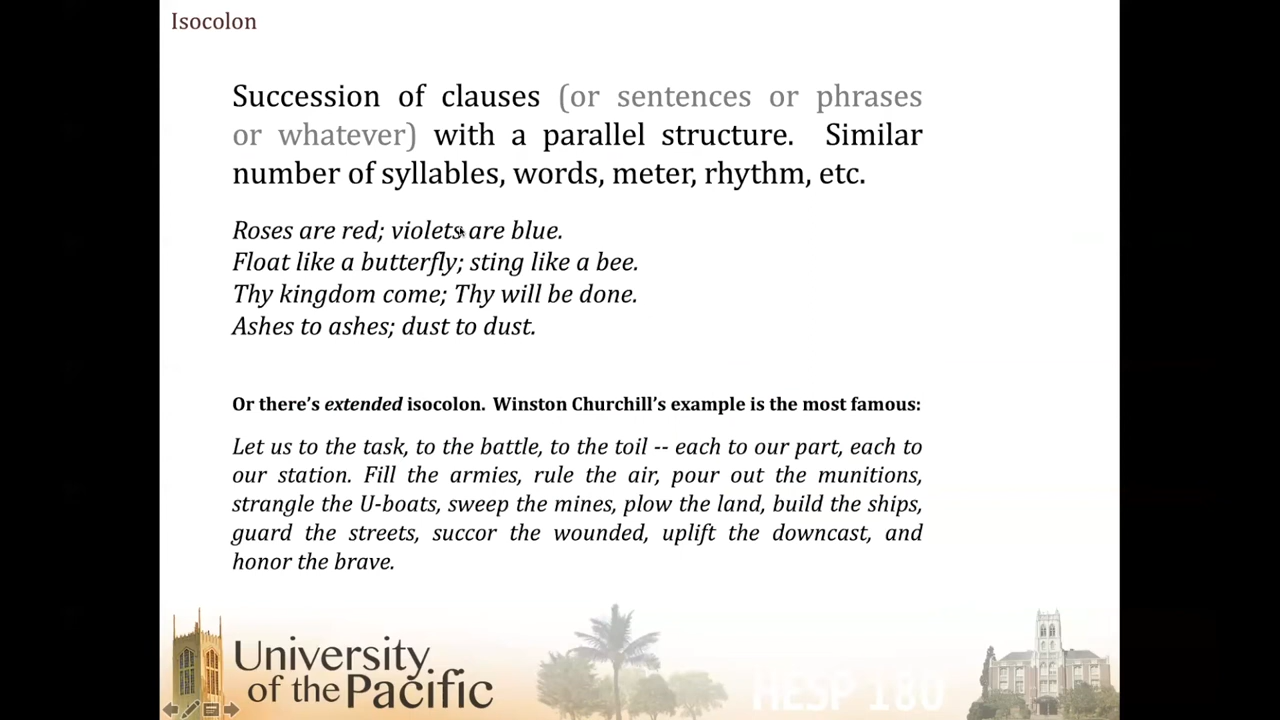 Isocolon
Succession of clauses (or sentences or phrases
or whatever) with a parallel structure. Similar
number of syllables, words, meter, rhythm, etc.
Roses are red; violets are blue.
Float like a butterfly; sting like a bee.
Thy kingdom come; Thy will be done.
Ashes to ashes; dust to dust.
Or there's extended isocolon. Winston Churchill's example is the most famous:
Let us to the task, to the battle, to the toil -- each to our part, each to
our station. Fill the armies, rule the air, pour out the munitions,
strangle the U-boats, sweep the mines, plow the land, build the ships,
guard the streets, succor the wounded, uplift the downcast, and
honor the brave.
University
of the Pacific
HESP 180